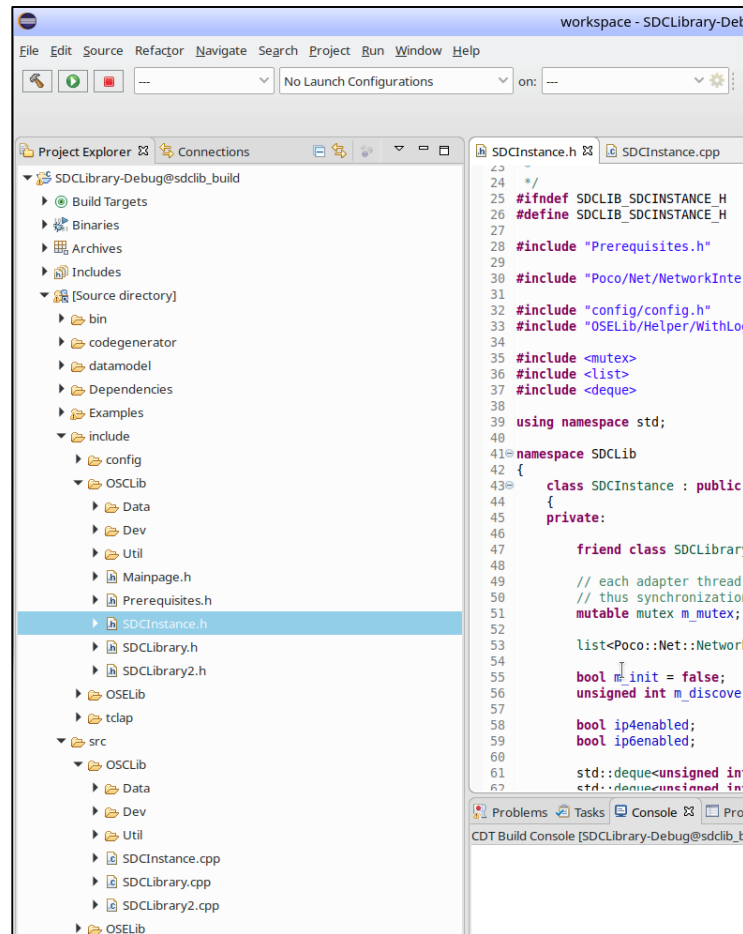 workspace - SDCLibrary-Deb
File Edit Source Refactor Navigate Search Project Run Window Help
--- No Launch Configurations on: ---
Project Explorer Connections
SDCLibrary-Debug@sdclib_build
Build Targets
Binaries
Archives
Includes
[Source directory]
bin
codegenerator
datamodel
Dependencies
Examples
include
config
OSCLib
Data
Dev
Util
Mainpage.h
Prerequisites.h
SDCInstance.h
SDCLibrary.h
SDCLibrary2.h
OSELib
tclap
src
OSCLib
Data
Dev
Util
SDCInstance.cpp
SDCLibrary.cpp
SDCLibrary2.cpp
OSELib
SDCInstance.h SDCInstance.cpp
23 *
24 */
25 #ifndef SDCLIB_SDCINSTANCE_H
26 #define SDCLIB_SDCINSTANCE_H
27
28 #include "Prerequisites.h"
29
30 #include "Poco/Net/NetworkInte
31
32 #include "config/config.h"
33 #include "OSELib/Helper/WithLog
34
35 #include <mutex>
36 #include <list>
37 #include <deque>
38
39 using namespace std;
40
41 namespace SDCLib
42 {
43 class SDCInstance : public
44 {
45 private:
46
47 friend class SDCLibrary
48
49 // each adapter thread
50 // thus synchronization
51 mutable mutex m_mutex;
52
53 list<Poco::Net::Network
54
55 bool m_init = false;
56 unsigned int m_discove
57
58 bool ip4enabled;
59 bool ip6enabled;
60
61 std::deque<unsigned int
62 std::deque<unsigned int
Problems Tasks Console Pro
CDT Build Console [SDCLibrary-Debug@sdclib_b